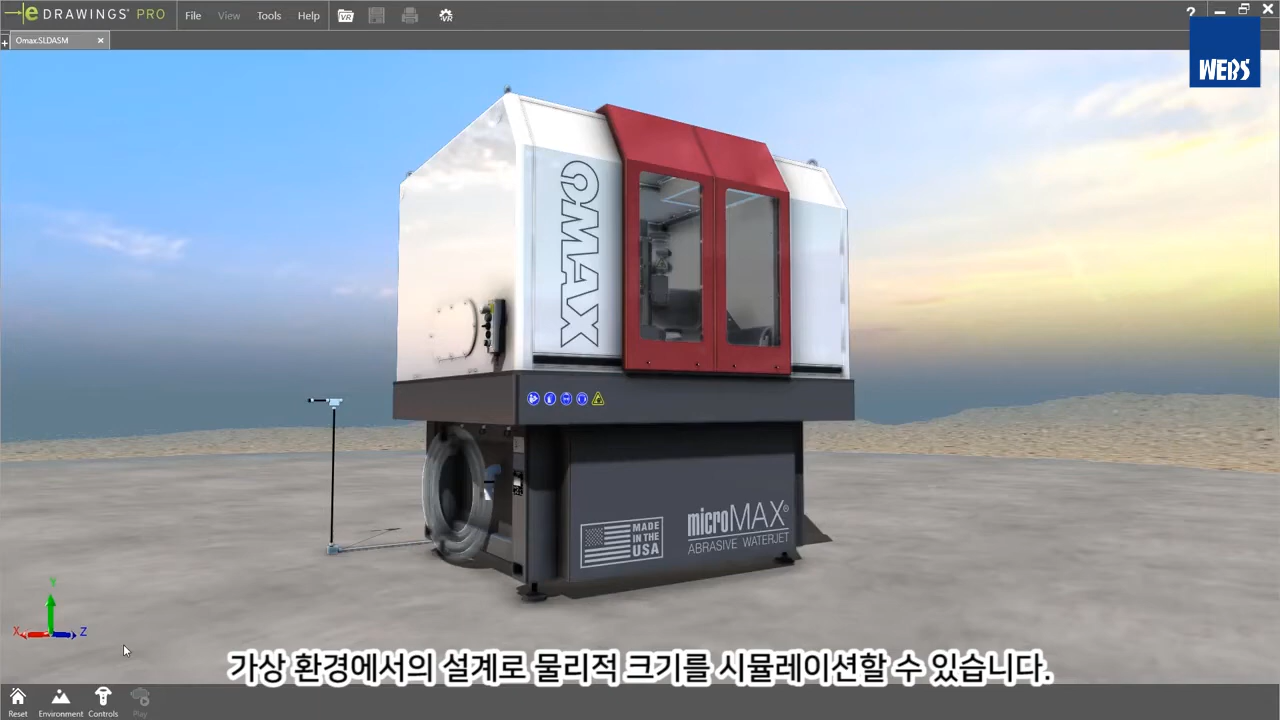 eDRAWINGS® PRO
File View Tools Help
?
Omax.SLDASM
WEBS
OMAX
MADE IN THE USA
microMAX®
ABRASIVE WATERJET
Y
X Z
가상 환경에서의 설계로 물리적 크기를 시뮬레이션할 수 있습니다.
Reset Environment Controls Play